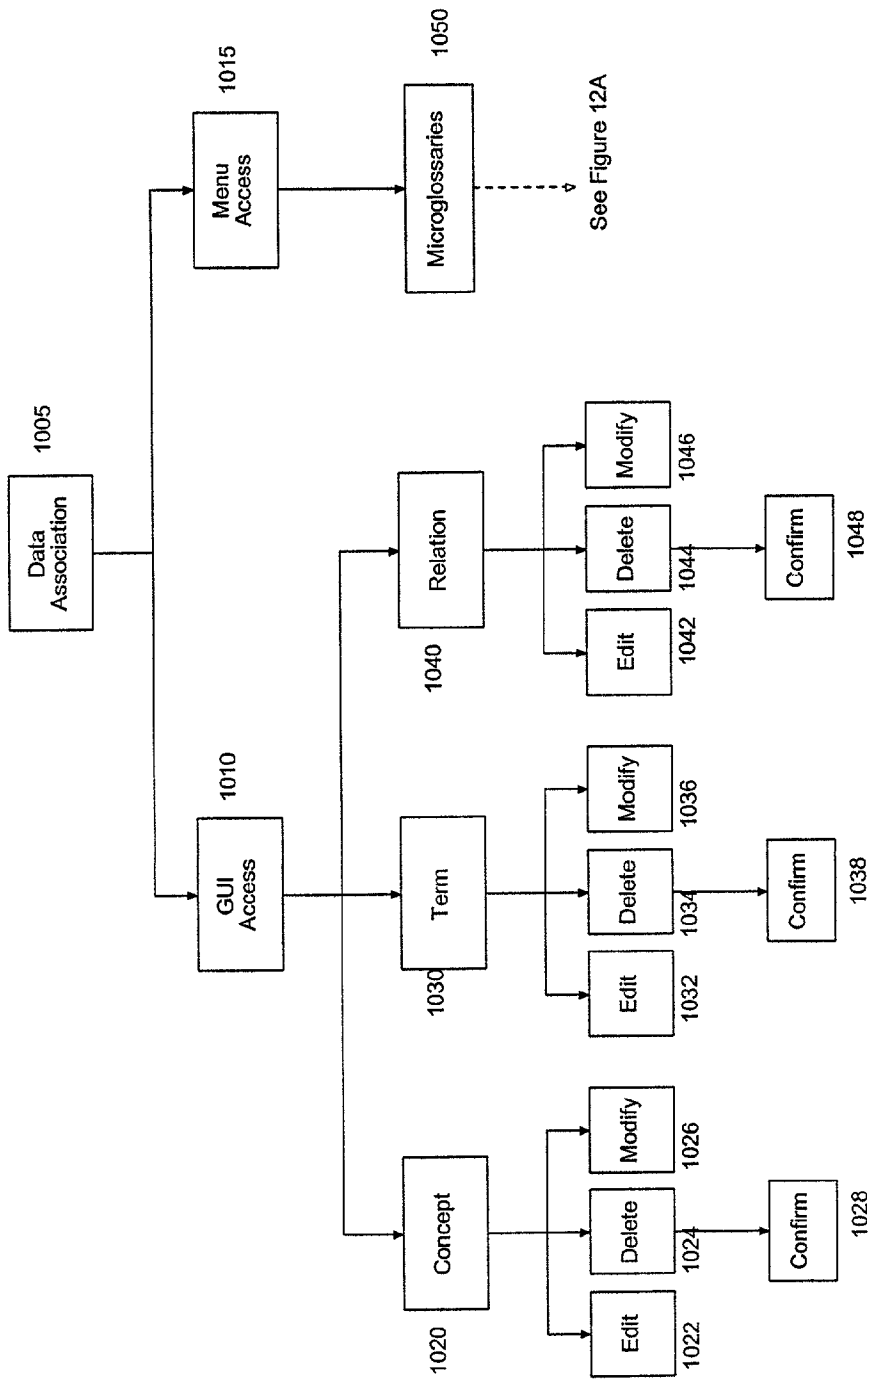 Data
Association
1005
GUI
Access
1010
Menu
Access
1015
1020
Concept
1030
Term
1040
Relation
Microglossaries
1050
Edit
Delete
Modify
Edit
Delete
Modify
Edit
Delete
Modify
See Figure 12A
1022
1024
1026
1032
1034
1036
1042
1044
1046
Confirm
Confirm
Confirm
1028
1038
1048